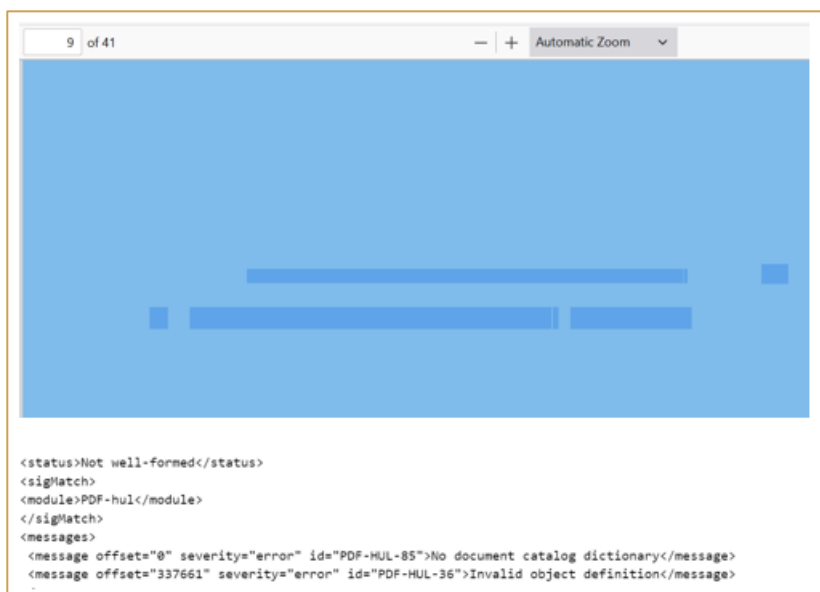 9 of 41 — + Automatic Zoom
<status>Not well-formed</status>
<sigMatch>
<module>PDF-hul</module>
</sigMatch>
<messages>
<message offset="0" severity="error" id="PDF-HUL-85">No document catalog dictionary</message>
<message offset="337661" severity="error" id="PDF-HUL-36">Invalid object definition</message>